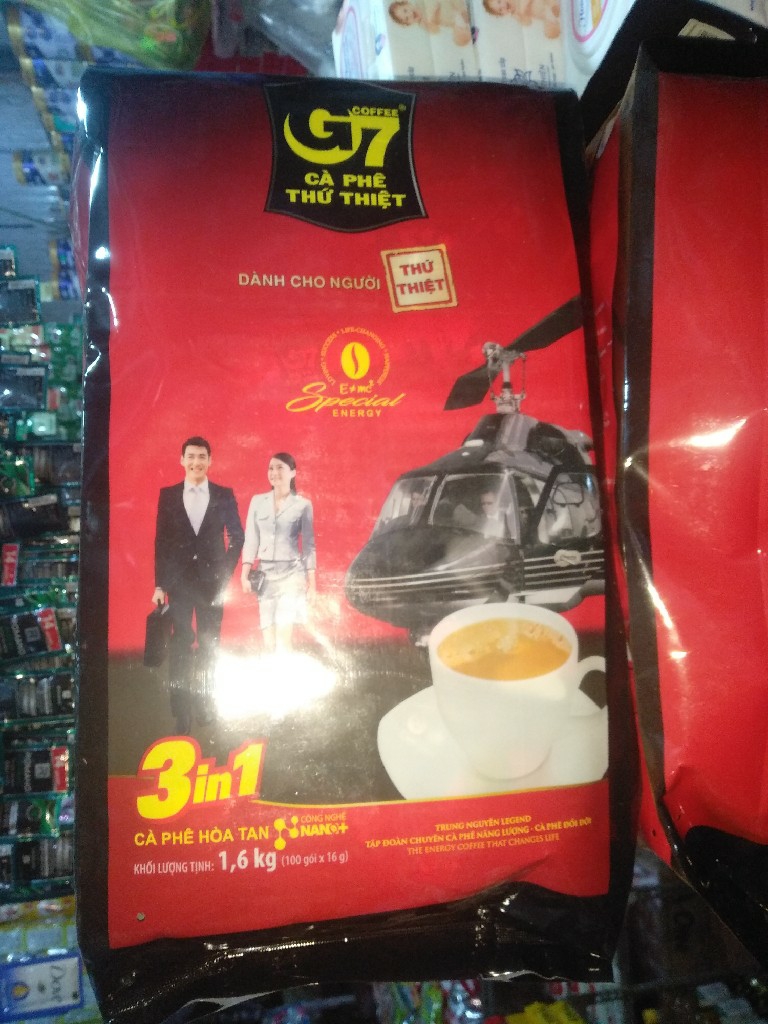 COFFEE
G7
CÀ PHÊ
THỨ THIỆT
DÀNH CHO NGƯỜI
THỨ
THIỆT
E≠mc²
Special
ENERGY
3in1
CÀ PHÊ HÒA TAN
CÔNG NGHỆ
NANO+
KHỐI LƯỢNG TỊNH: 1,6 kg (100 gói x 16 g)
TRUNG NGUYÊN LEGEND
TẬP ĐOÀN CHUYÊN CÀ PHÊ NĂNG LƯỢNG - CÀ PHÊ ĐỔI ĐỜI
THE ENERGY COFFEE THAT CHANGES LIFE